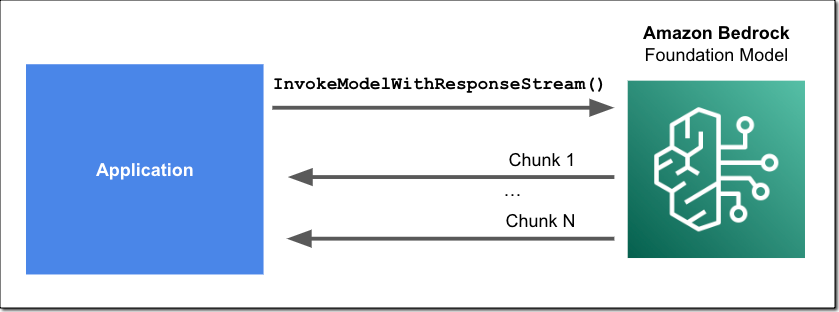 Amazon Bedrock
Foundation Model
InvokeModelWithResponseStream()
Application
Chunk 1
...
Chunk N